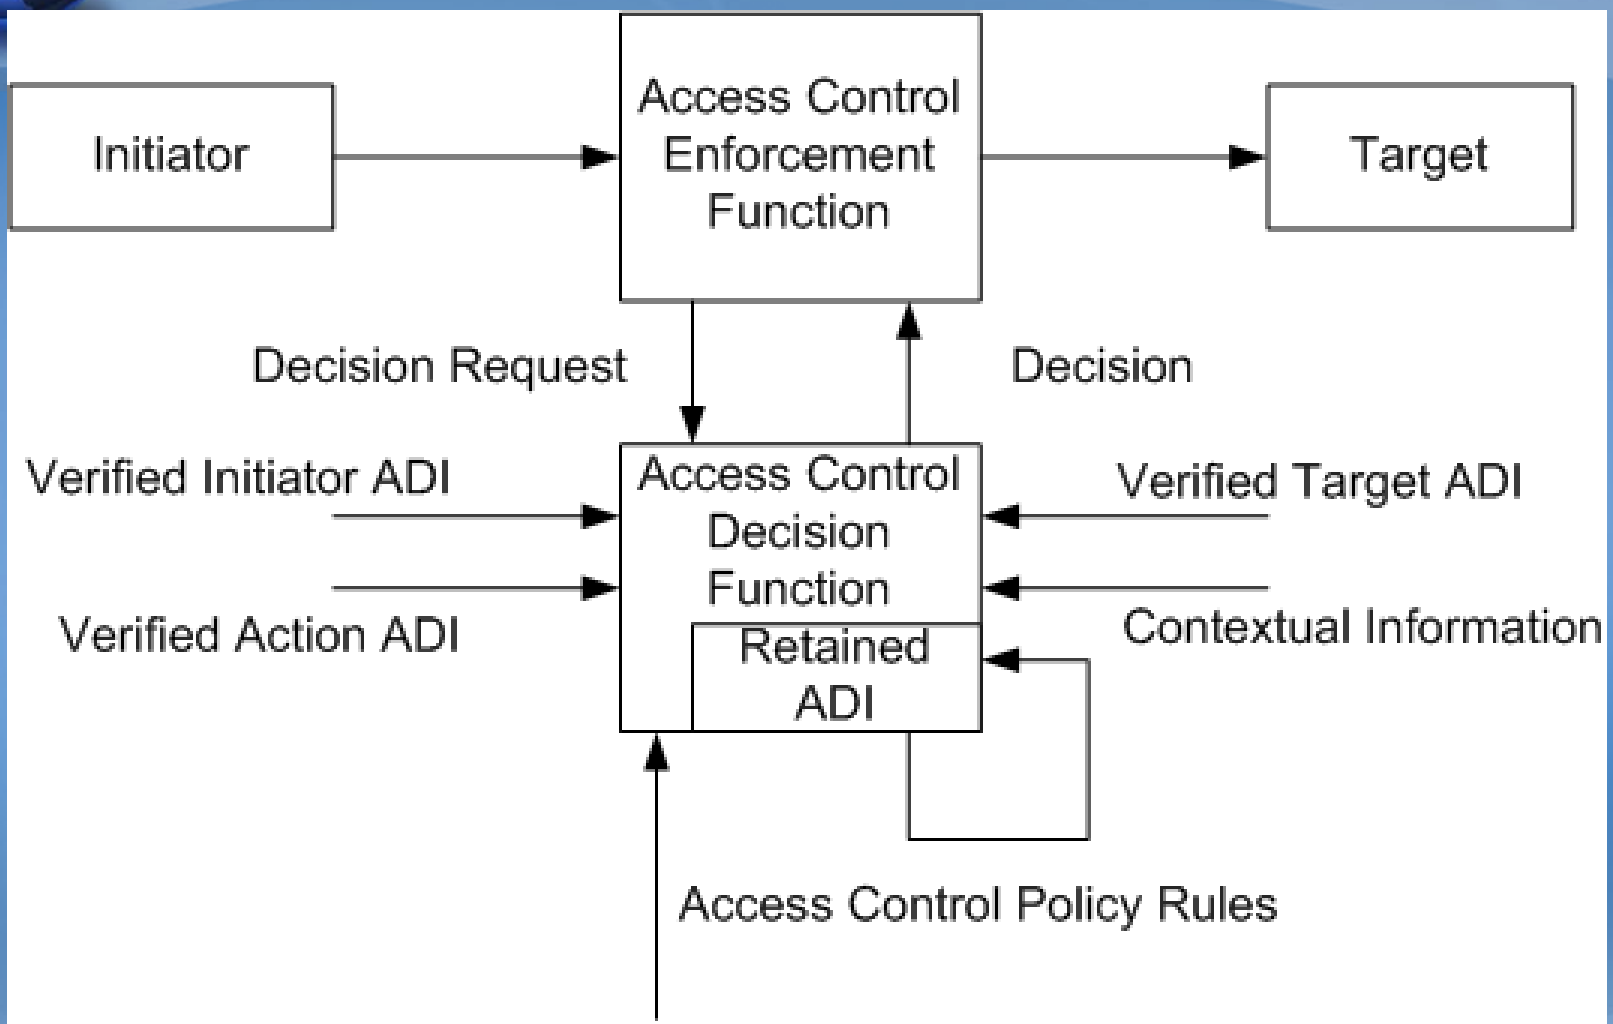 Access Control
Enforcement
Function
Initiator
Target
Decision Request
Decision
Access Control
Decision
Function
Verified Initiator ADI
Verified Target ADI
Verified Action ADI
Contextual Information
Retained
ADI
Access Control Policy Rules